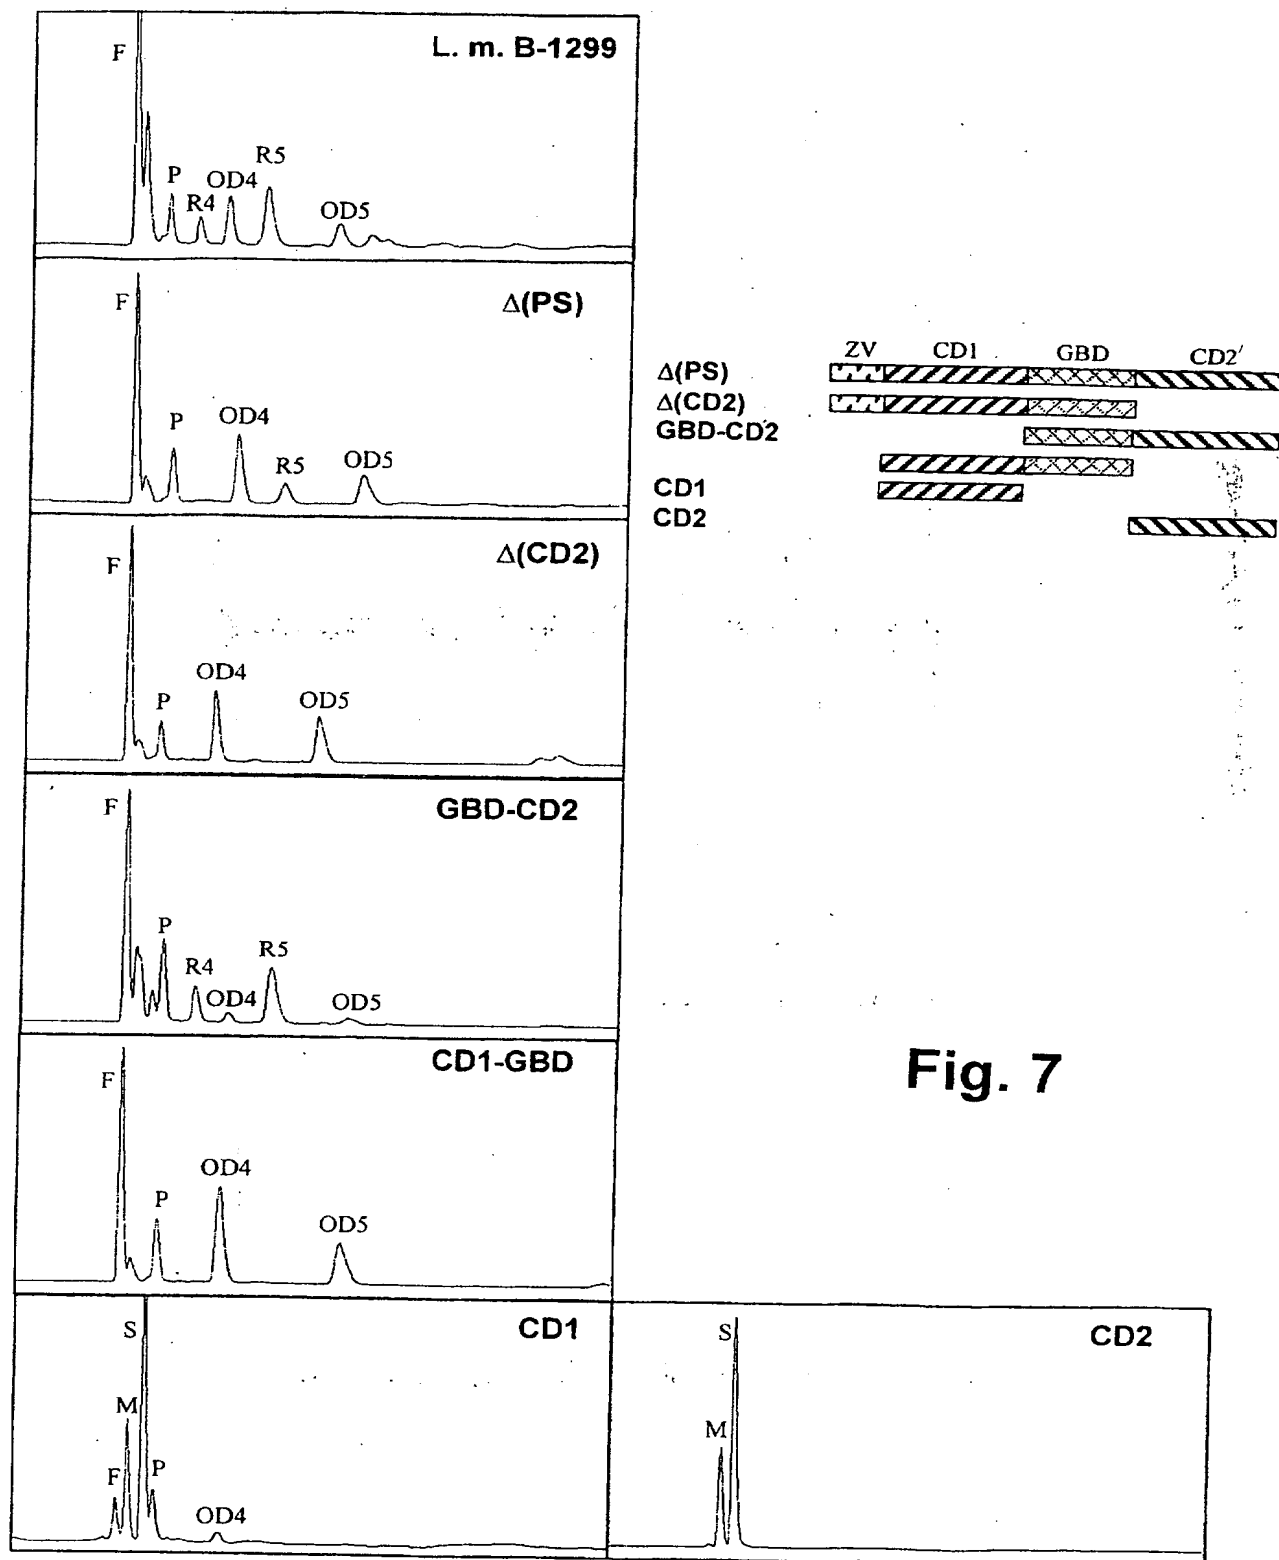 L. m. B-1299
F
P
R4
OD4
R5
OD5
Δ(PS)
F
P
OD4
R5
OD5
Δ(CD2)
F
P
OD4
OD5
GBD-CD2
F
P
R4
OD4
R5
OD5
CD1-GBD
F
P
OD4
OD5
CD1
F
M
S
P
OD4
CD2
M
S
ZV CD1 GBD CD2'
Δ(PS)
Δ(CD2)
GBD-CD2
CD1
CD2
Fig. 7